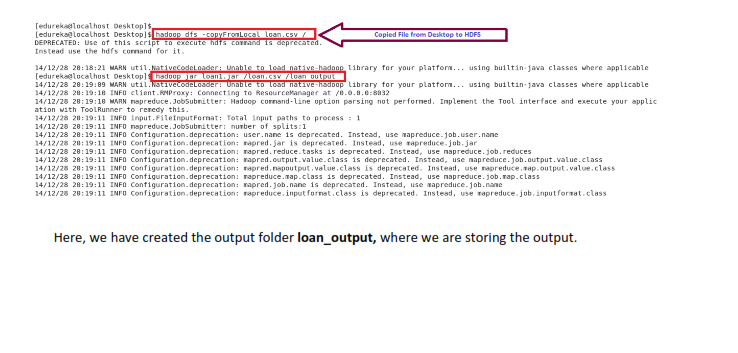 [edureka@localhost Desktop]$
[edureka@localhost Desktop]$ hadoop dfs -copyFromLocal loan.csv /
Copied File from Desktop to HDFS
DEPRECATED: Use of this script to execute hdfs command is deprecated.
Instead use the hdfs command for it.
14/12/28 20:18:21 WARN util.NativeCodeLoader: Unable to load native-hadoop library for your platform... using builtin-java classes where applicable
[edureka@localhost Desktop]$ hadoop jar loan1.jar /loan.csv /loan_output
14/12/28 20:19:09 WARN util.NativeCodeLoader: Unable to load native-hadoop library for your platform... using builtin-java classes where applicable
14/12/28 20:19:10 INFO client.RMProxy: Connecting to ResourceManager at /0.0.0.0:8032
14/12/28 20:19:10 WARN mapreduce.JobSubmitter: Hadoop command-line option parsing not performed. Implement the Tool interface and execute your applic
ation with ToolRunner to remedy this.
14/12/28 20:19:11 INFO input.FileInputFormat: Total input paths to process : 1
14/12/28 20:19:11 INFO mapreduce.JobSubmitter: number of splits:1
14/12/28 20:19:11 INFO Configuration.deprecation: user.name is deprecated. Instead, use mapreduce.job.user.name
14/12/28 20:19:11 INFO Configuration.deprecation: mapred.jar is deprecated. Instead, use mapreduce.job.jar
14/12/28 20:19:11 INFO Configuration.deprecation: mapred.reduce.tasks is deprecated. Instead, use mapreduce.job.reduces
14/12/28 20:19:11 INFO Configuration.deprecation: mapred.output.value.class is deprecated. Instead, use mapreduce.job.output.value.class
14/12/28 20:19:11 INFO Configuration.deprecation: mapred.mapoutput.value.class is deprecated. Instead, use mapreduce.map.output.value.class
14/12/28 20:19:11 INFO Configuration.deprecation: mapreduce.map.class is deprecated. Instead, use mapreduce.job.map.class
14/12/28 20:19:11 INFO Configuration.deprecation: mapred.job.name is deprecated. Instead, use mapreduce.job.name
14/12/28 20:19:11 INFO Configuration.deprecation: mapreduce.inputformat.class is deprecated. Instead, use mapreduce.job.inputformat.class
Here, we have created the output folder loan_output, where we are storing the output.